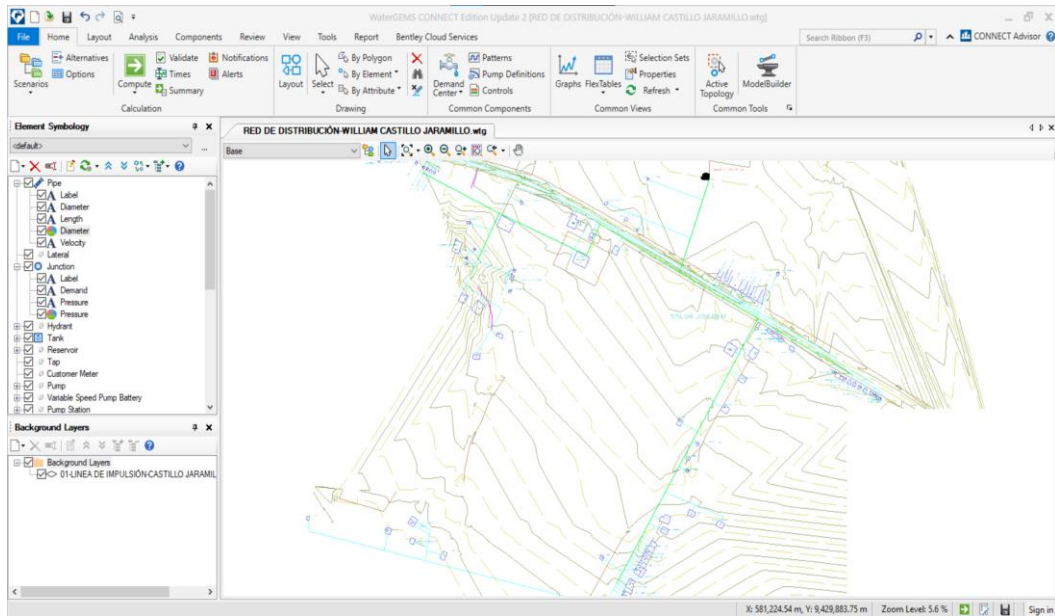 WaterGEMS CONNECT Edition Update 2 [RED DE DISTRIBUCIÓN-WILLIAM CASTILLO JARAMILLO.wtg]
File Home Layout Analysis Components Review View Tools Report Bentley Cloud Services Search Ribbon (F3) CONNECT Advisor
Scenarios
Alternatives
Options
Compute
Validate
Times
Summary
Notifications
Alerts
Calculation
Layout
Select
By Polygon
By Element
By Attribute
Drawing
Demand Center
Patterns
Pump Definitions
Controls
Common Components
Graphs
FlexTables
Selection Sets
Properties
Refresh
Common Views
Active Topology
ModelBuilder
Common Tools
Element Symbology
<default>
Pipe
Label
Diameter
Length
Diameter
Velocity
Lateral
Junction
Label
Demand
Pressure
Pressure
Hydrant
Tank
Reservoir
Tap
Customer Meter
Pump
Variable Speed Pump Battery
Pump Station
Background Layers
Background Layers
01-LINEA DE IMPULSIÓN-CASTILLO JARAMIL
RED DE DISTRIBUCIÓN-WILLIAM CASTILLO JARAMILLO.wtg
Base
X: 581,224.54 m, Y: 9,429,883.75 m Zoom Level: 5.6 % Sign in